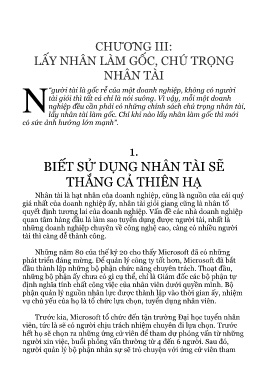 CHƯƠNG III:
LẤY NHÂN LÀM GỐC, CHÚ TRỌNG
NHÂN TÀI
N"gười tài là gốc rễ của một doanh nghiệp, không có người
tài giỏi thì tất cả chỉ là nói suông. Vì vậy, mỗi một doanh
nghiệp đều cần phải có những chính sách chú trọng nhân tài,
lấy nhân tài làm gốc. Chỉ khi nào lấy nhân làm gốc thì mới
có sức ảnh hưởng lớn mạnh".
1.
BIẾT SỬ DỤNG NHÂN TÀI SẼ
THẮNG CẢ THIÊN HẠ
Nhân tài là hạt nhân của doanh nghiệp, cũng là nguồn của cải quý
giá nhất của doanh nghiệp ấy, nhân tài giỏi giang cũng là nhân tố
quyết định tương lai của doanh nghiệp. Vấn đề các nhà doanh nghiệp
quan tâm hàng đầu là làm sao tuyển dụng được người tài, nhất là
những doanh nghiệp chuyên về công nghệ cao, càng có nhiều người
tài thì càng dễ thành công.
Những năm 80 của thế kỷ 20 cho thấy Microsoft đã có những
phát triển đáng mừng. Để quản lý công ty tốt hơn, Microsoft đã bắt
đầu thành lập những bộ phận chức năng chuyên trách. Thoạt đầu,
những bộ phận ấy chưa có gì cụ thể, chỉ là Giám đốc các bộ phận tự
định nghĩa tính chất công việc của nhân viên dưới quyền mình. Bộ
phận quản lý nguồn nhân lực được thành lập vào thời gian ấy, nhiệm
vụ chủ yếu của họ là tổ chức lựa chọn, tuyển dụng nhân viên.
Trước kia, Microsoft tổ chức đến tận trường Đại học tuyển nhân
viên, tức là sẽ có người chịu trách nhiệm chuyên đi lựa chọn. Trước
hết họ sẽ chọn ra những ứng cử viên để tham dự phỏng vấn từ những
người xin việc, buổi phỏng vấn thường từ 4 đến 6 người. Sau đó,
người quản lý bộ phận nhân sự sẽ trò chuyện với ứng cử viên tham